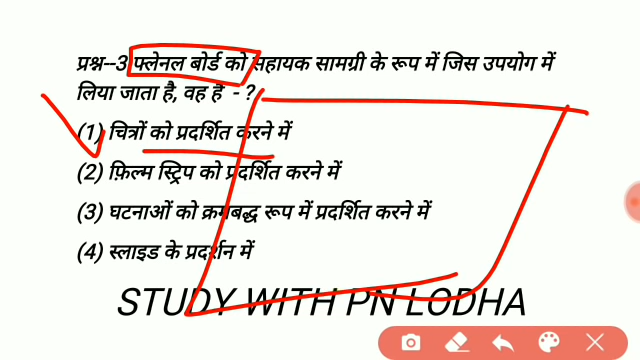 प्रश्न--3 फ्लेनल बोर्ड को सहायक सामग्री के रूप में जिस उपयोग में
लिया जाता है, वह है - ?
(1) चित्रों को प्रदर्शित करने में
(2) फ़िल्म स्ट्रिप को प्रदर्शित करने में
(3) घटनाओं को क्रमबद्ध रूप में प्रदर्शित करने में
(4) स्लाइड के प्रदर्शन में
STUDY WITH PN LODHA